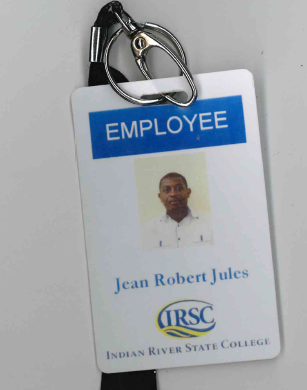 EMPLOYEE
Jean Robert Jules
IRSC
INDIAN RIVER STATE COLLEGE